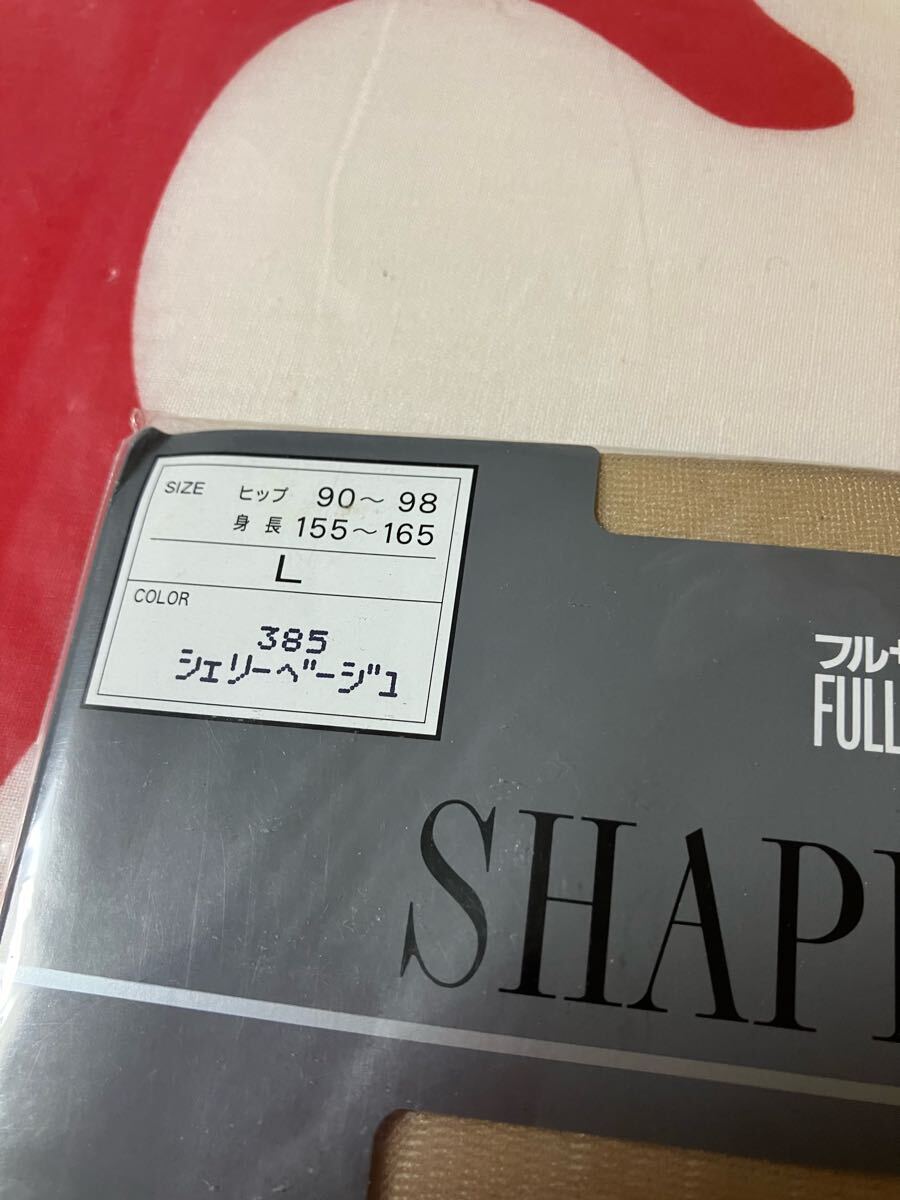 SIZE ヒップ 90～98
身長 155～165
L
COLOR
385
シェリーベージュ
フル
FULL
SHAP